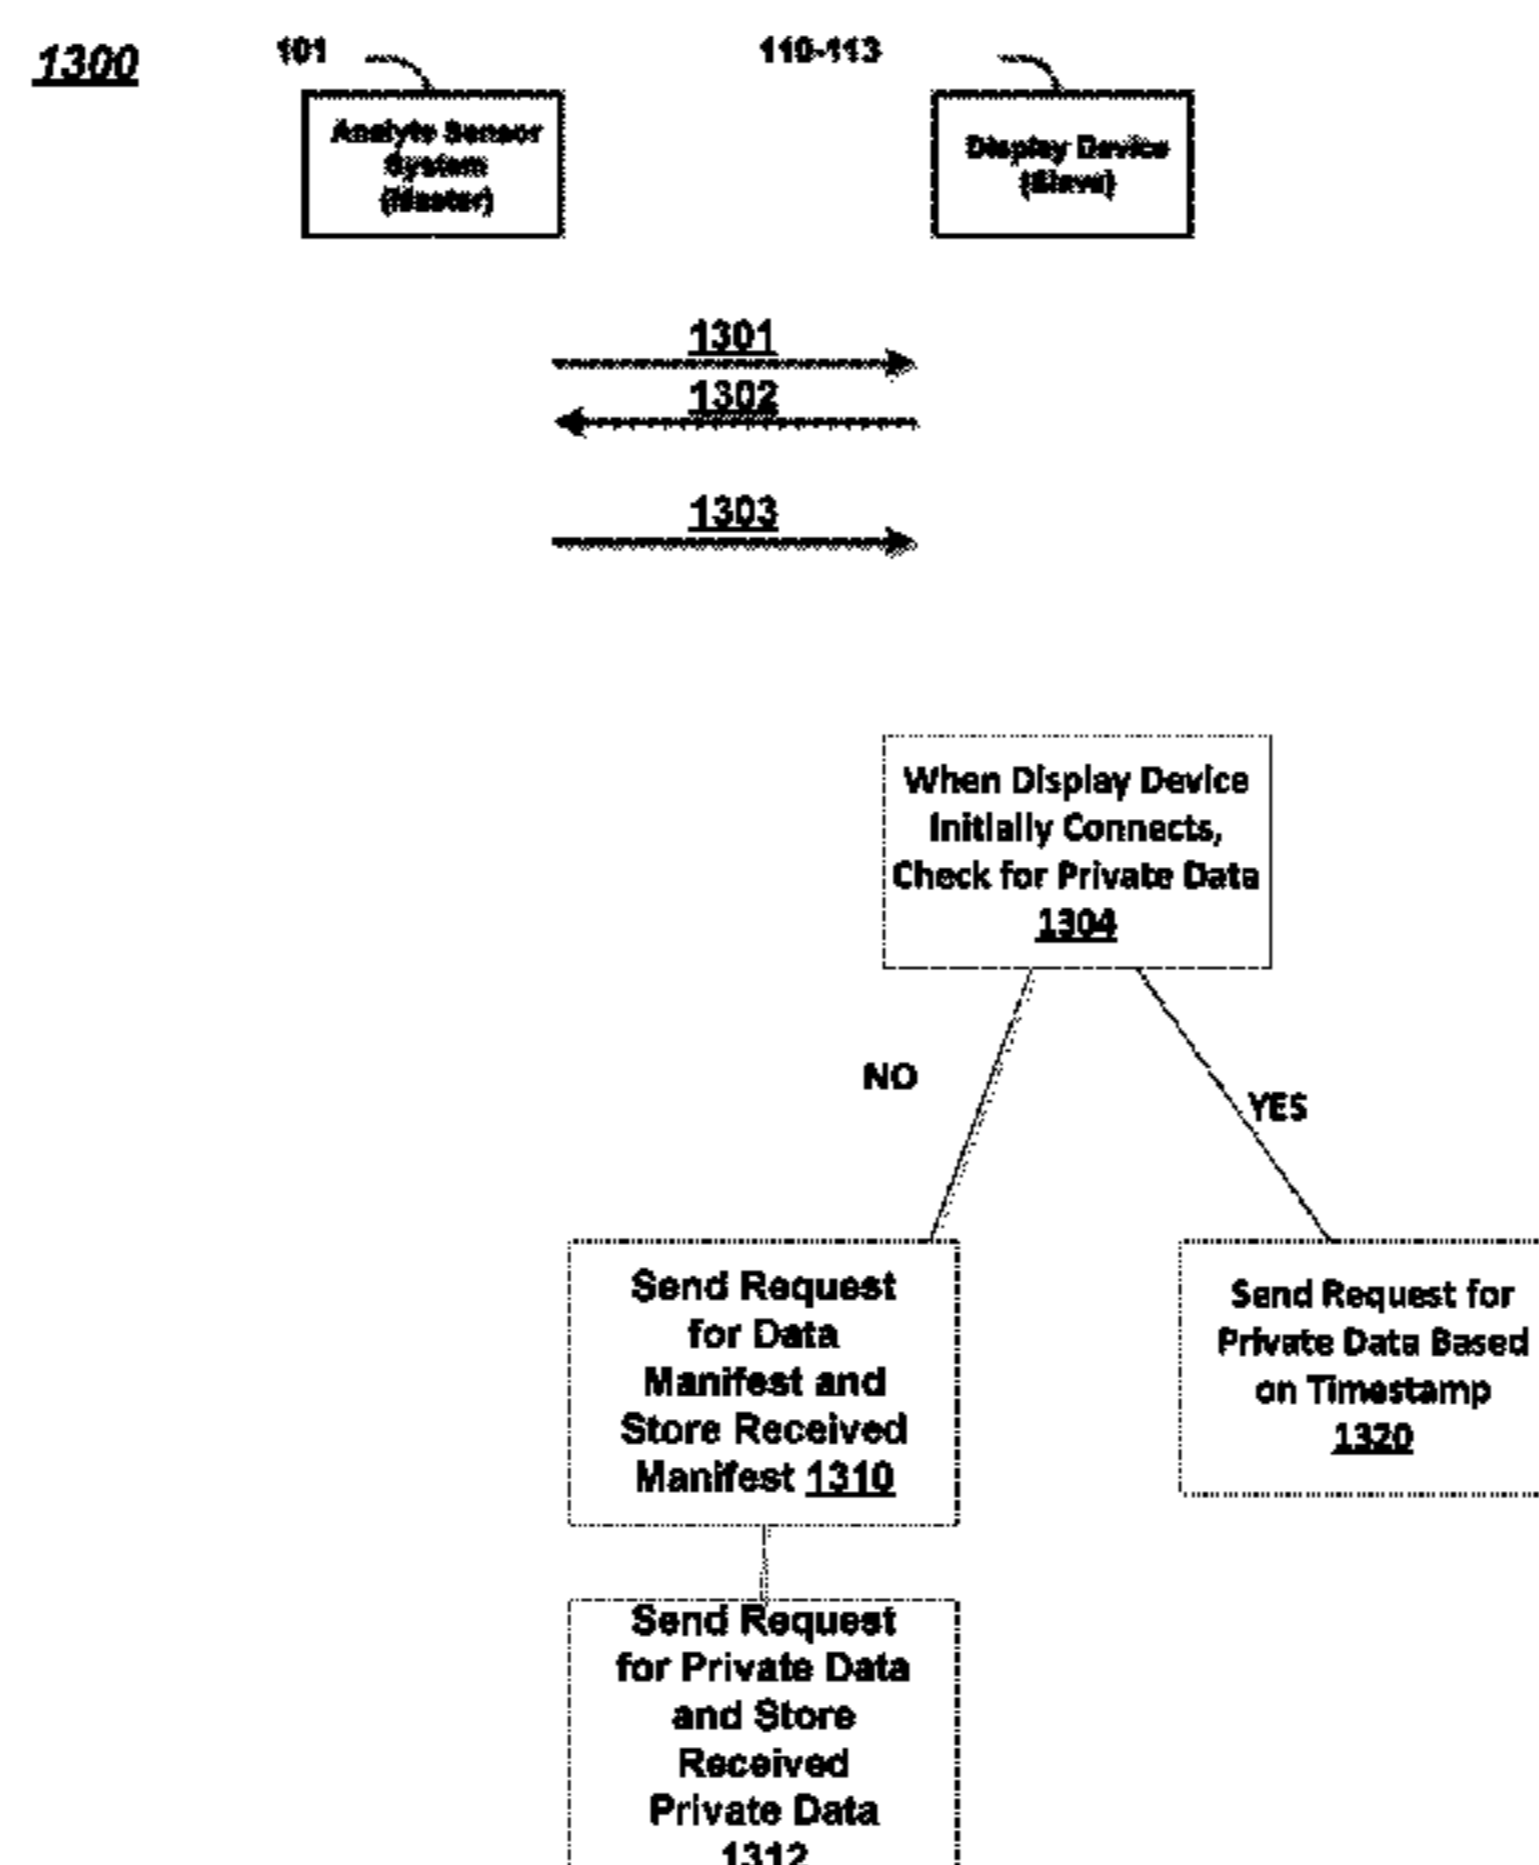 1300
101
110-113
Analyte Sensor
System
(Master)
Display Device
(Slave)
1301
1302
1303
When Display Device
Initially Connects,
Check for Private Data
1304
NO
YES
Send Request
for Data
Manifest and
Store Received
Manifest 1310
Send Request for
Private Data Based
on Timestamp
1320
Send Request
for Private Data
and Store
Received
Private Data
1312